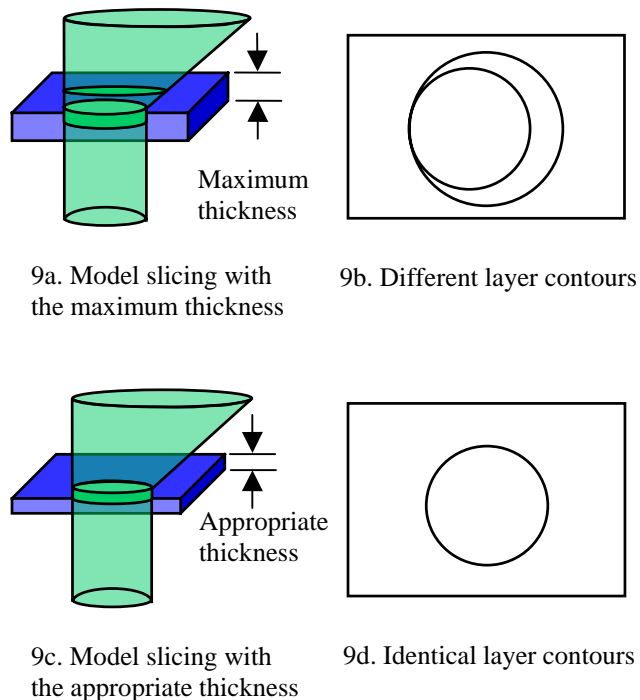 Maximum
thickness
9a. Model slicing with
the maximum thickness
9b. Different layer contours
Appropriate
thickness
9c. Model slicing with
the appropriate thickness
9d. Identical layer contours